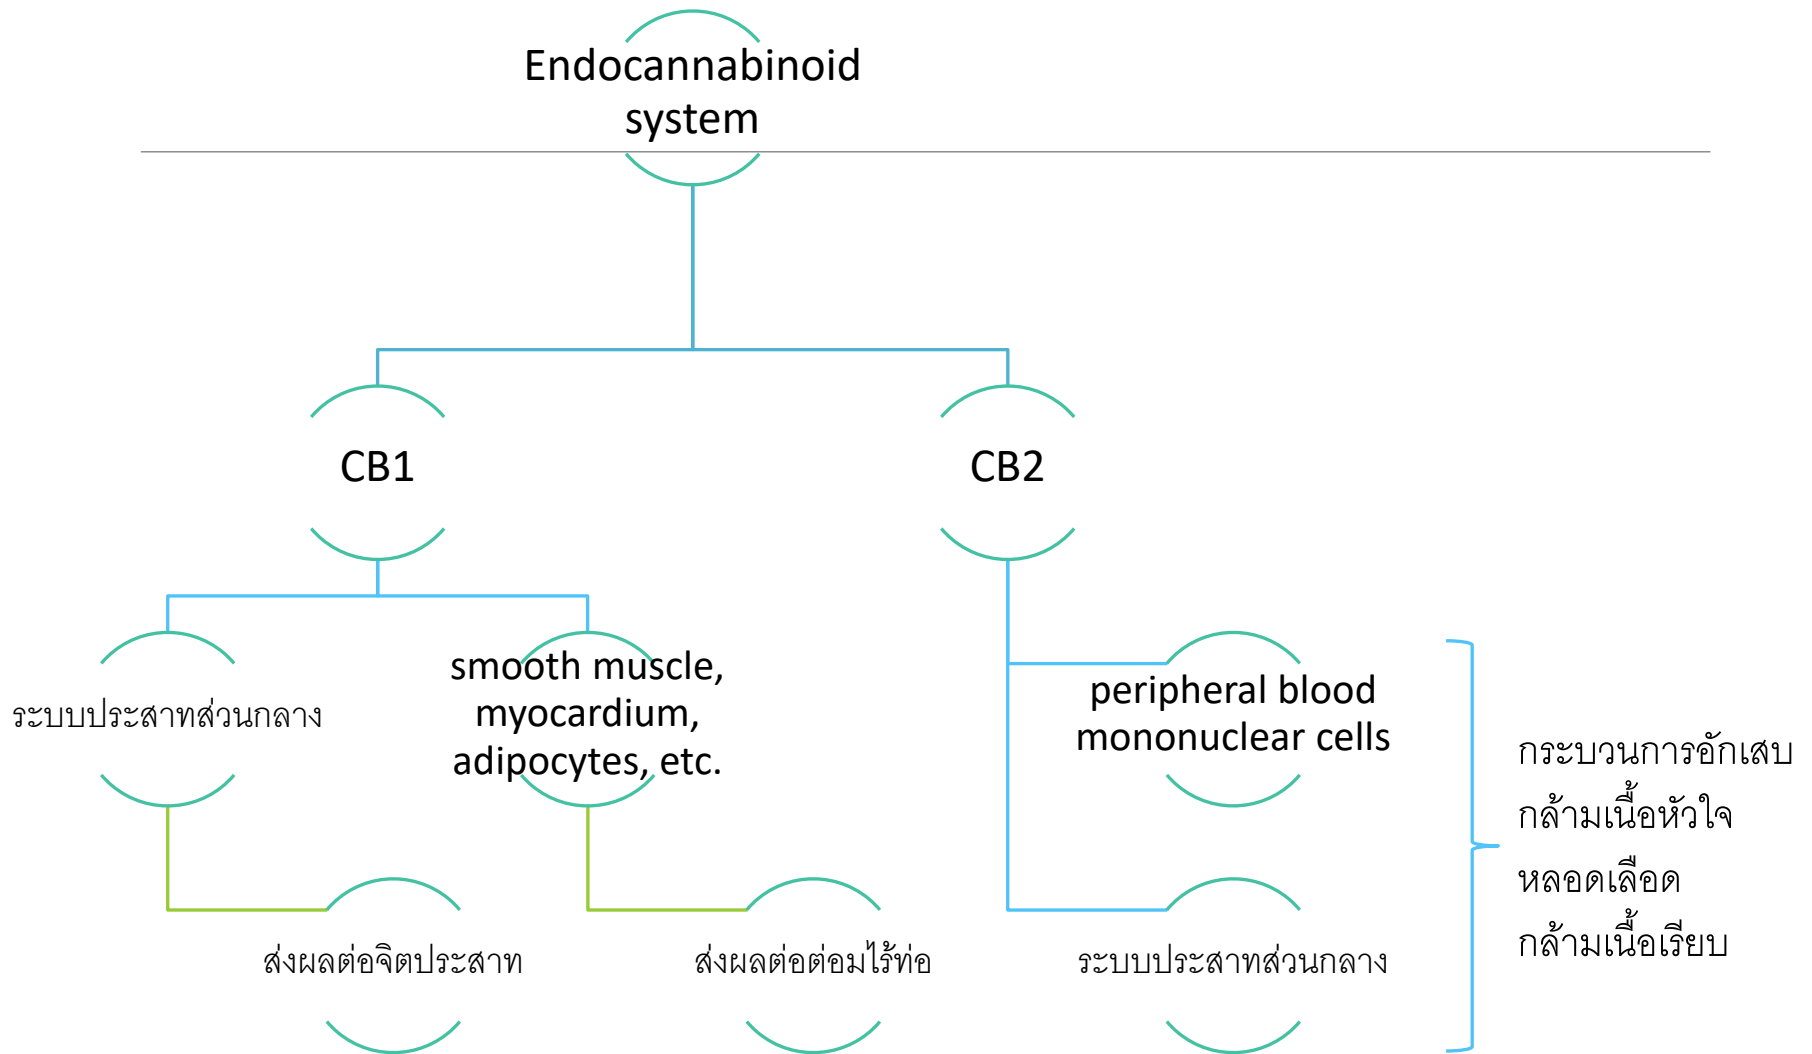 Endocannabinoid
system
CB1
CB2
ระบบประสาทส่วนกลาง
smooth muscle,
myocardium,
adipocytes, etc.
peripheral blood
mononuclear cells
กระบวนการอักเสบ
กล้ามเนื้อหัวใจ
หลอดเลือด
กล้ามเนื้อเรียบ
ส่งผลต่อจิตประสาท
ส่งผลต่อต่อมไร้ท่อ
ระบบประสาทส่วนกลาง